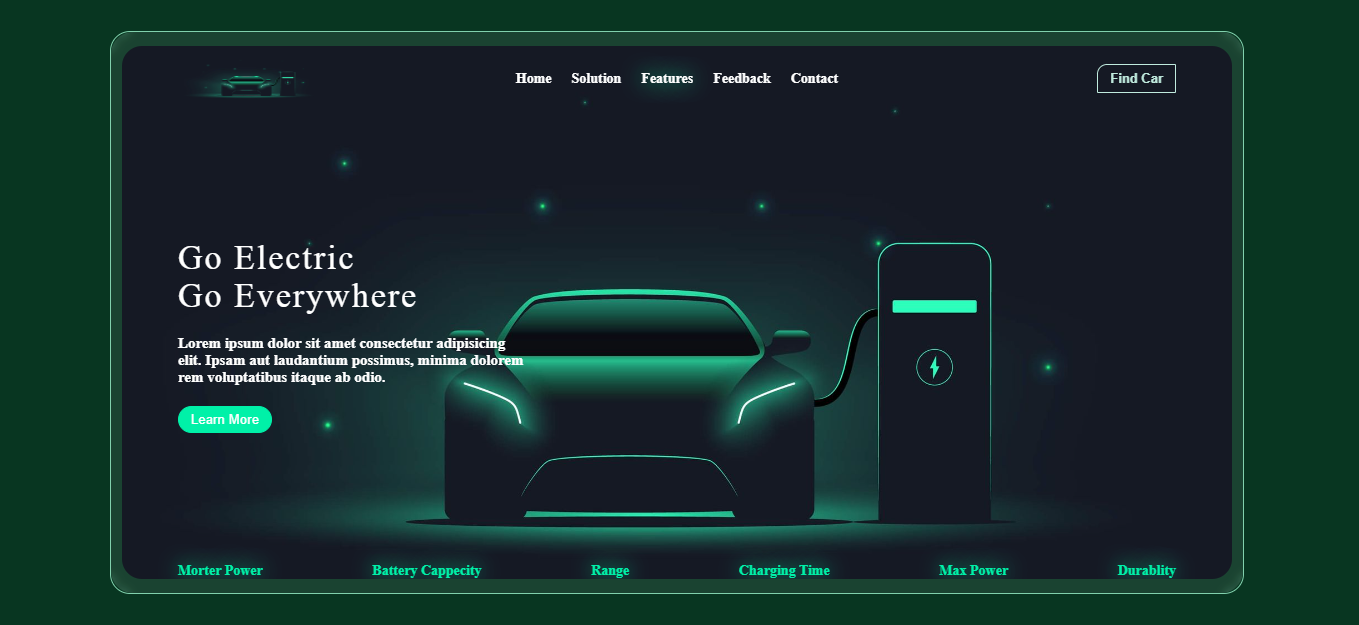 Home Solution Features Feedback Contact Find Car
Go Electric
Go Everywhere
Lorem ipsum dolor sit amet consectetur adipisicing
elit. Ipsam aut laudantium possimus, minima dolorem
rem voluptatibus itaque ab odio.
Learn More
Morter Power Battery Cappecity Range Charging Time Max Power Durablity